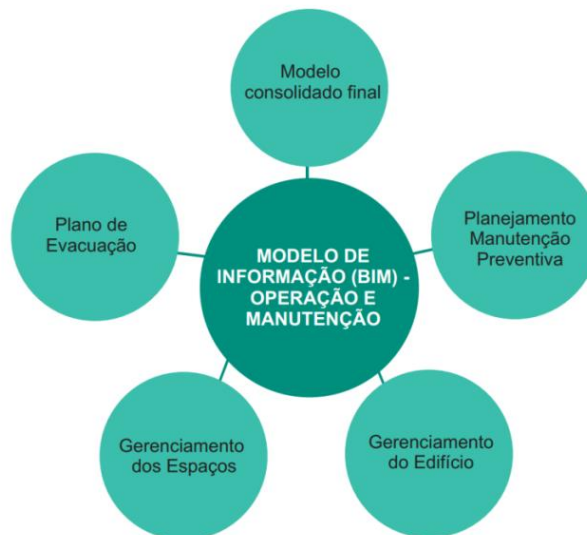 Modelo
consolidado final
Plano de
Evacuação
Planejamento
Manutenção
Preventiva
MODELO DE
INFORMAÇÃO (BIM) -
OPERAÇÃO E
MANUTENÇÃO
Gerenciamento
dos Espaços
Gerenciamento
do Edifício